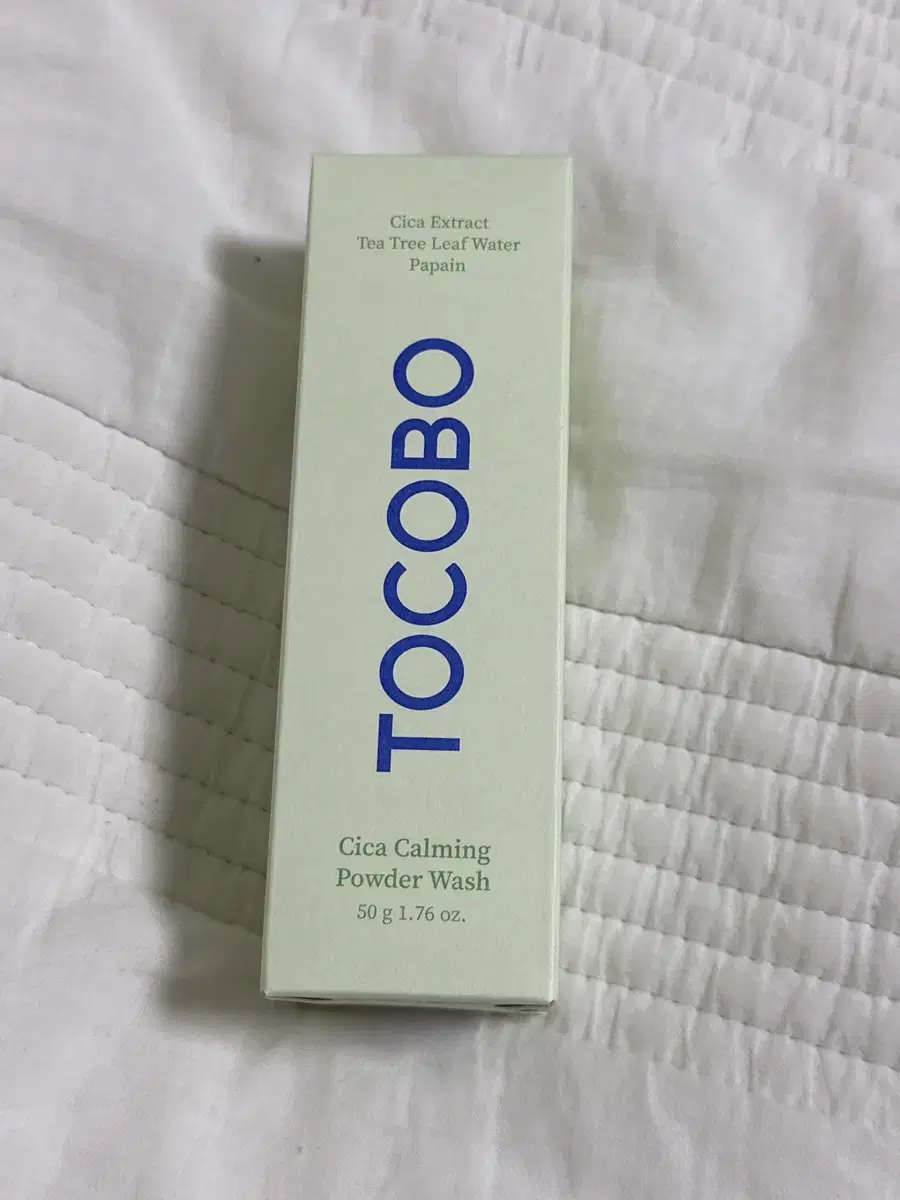 Cica Extract
Tea Tree Leaf Water
Papain
TOCOBO
Cica Calming
Powder Wash
50 g 1.76 oz.